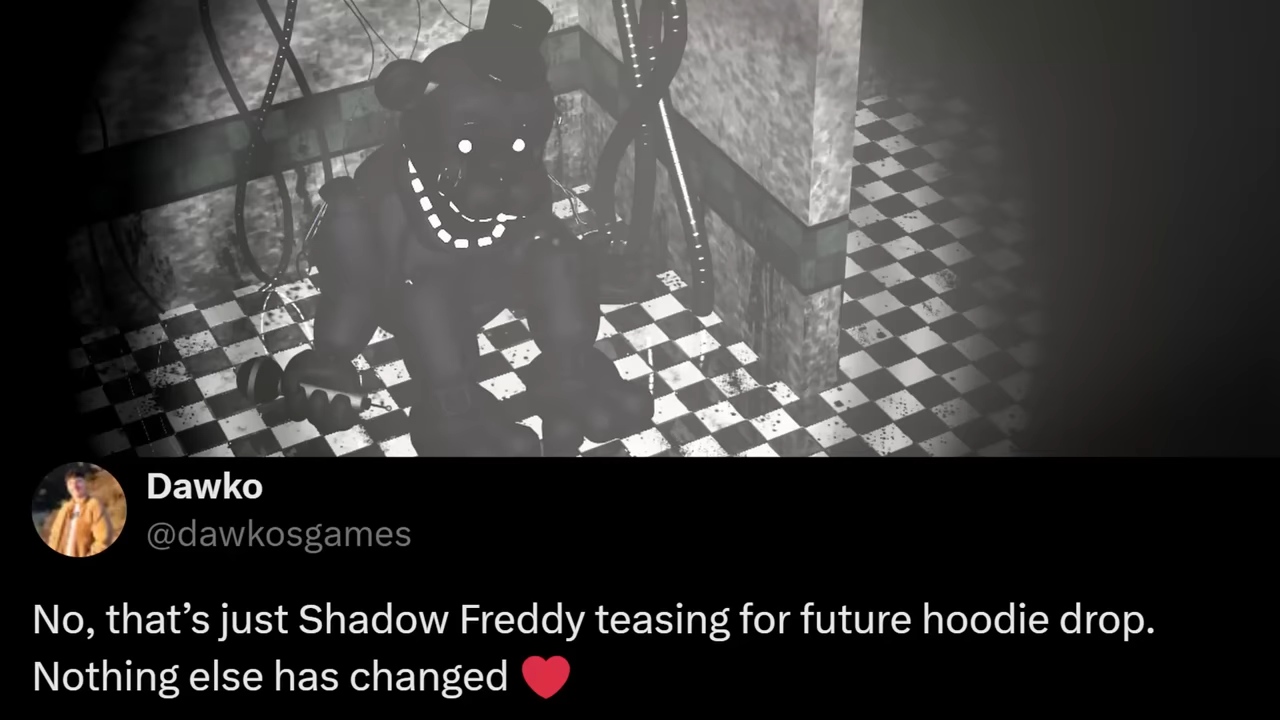 Dawko
@dawkosgames
No, that’s just Shadow Freddy teasing for future hoodie drop.
Nothing else has changed ❤️